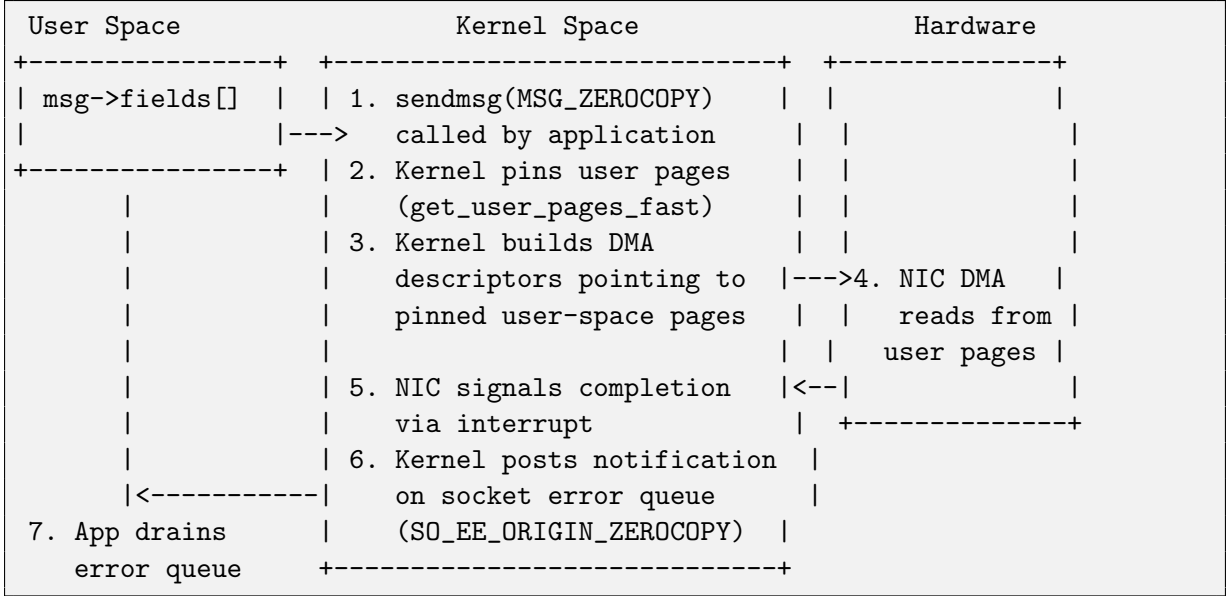 User Space                  Kernel Space                  Hardware
+----------------+  +-----------------------------+  +--------------+
| msg->fields[]  |  | 1. sendmsg(MSG_ZEROCOPY)    |  |              |
|                |--->   called by application     |  |              |
+----------------+  | 2. Kernel pins user pages    |  |              |
       |            |    (get_user_pages_fast)     |  |              |
       |            | 3. Kernel builds DMA         |  |              |
       |            |    descriptors pointing to  |--->4. NIC DMA   |
       |            |    pinned user-space pages   |  |   reads from |
       |            |                             |  |  user pages |
       |            | 5. NIC signals completion   |<--|              |
       |            |    via interrupt             |  +--------------+
       |            | 6. Kernel posts notification  |
       |<-----------|    on socket error queue      |
 7. App drains      |    (SO_EE_ORIGIN_ZEROCOPY)  |
    error queue     +-----------------------------+